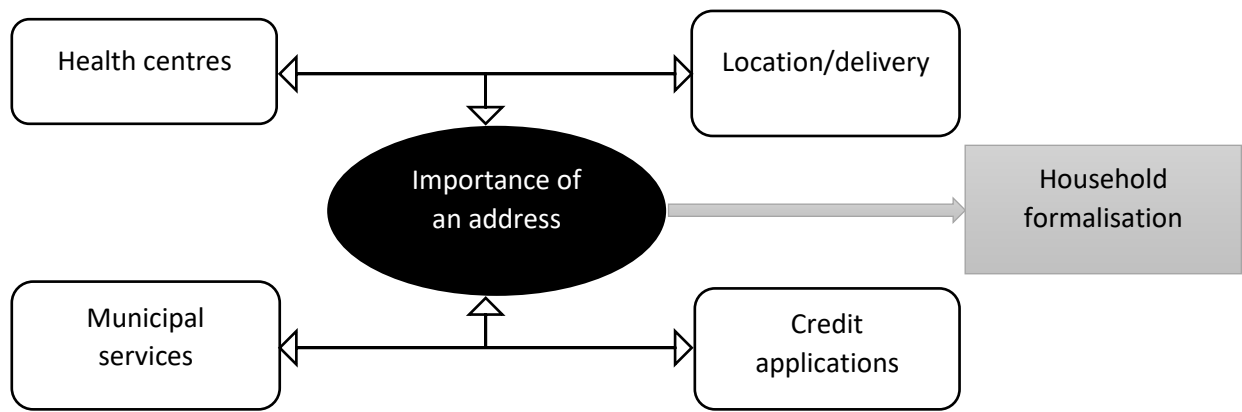 Health centres
Location/delivery
Importance of
an address
Household
formalisation
Municipal
services
Credit
applications